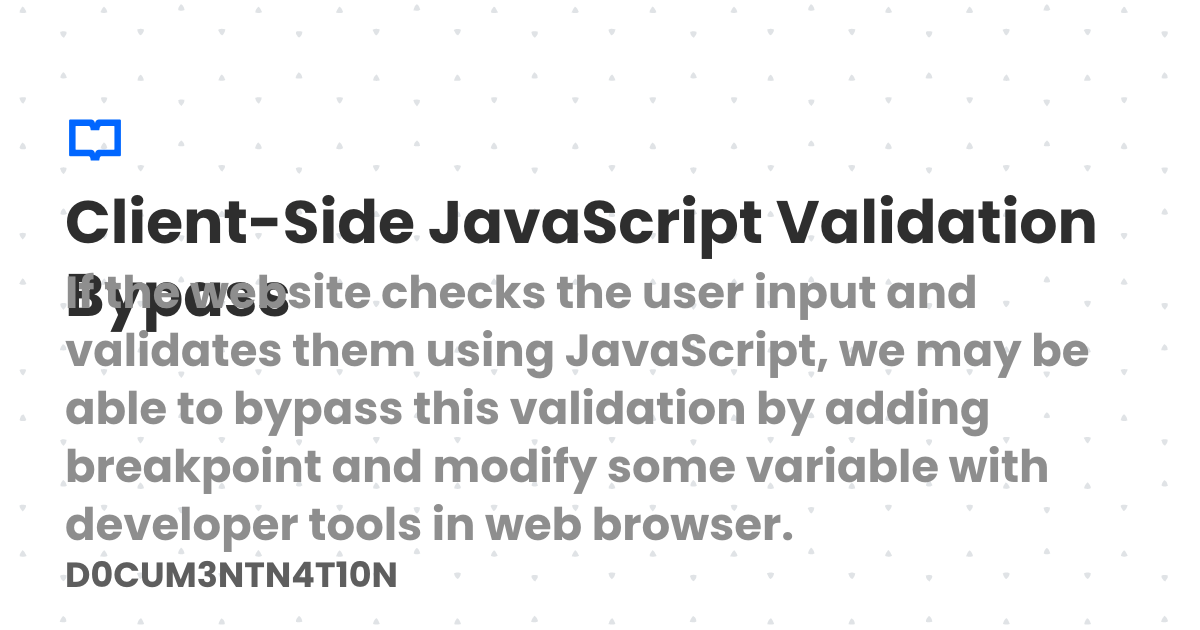 Client-Side JavaScript Validation
Bypass
If the website checks the user input and
validates them using JavaScript, we may be
able to bypass this validation by adding
breakpoint and modify some variable with
developer tools in web browser.
D0CUM3NTN4T10N